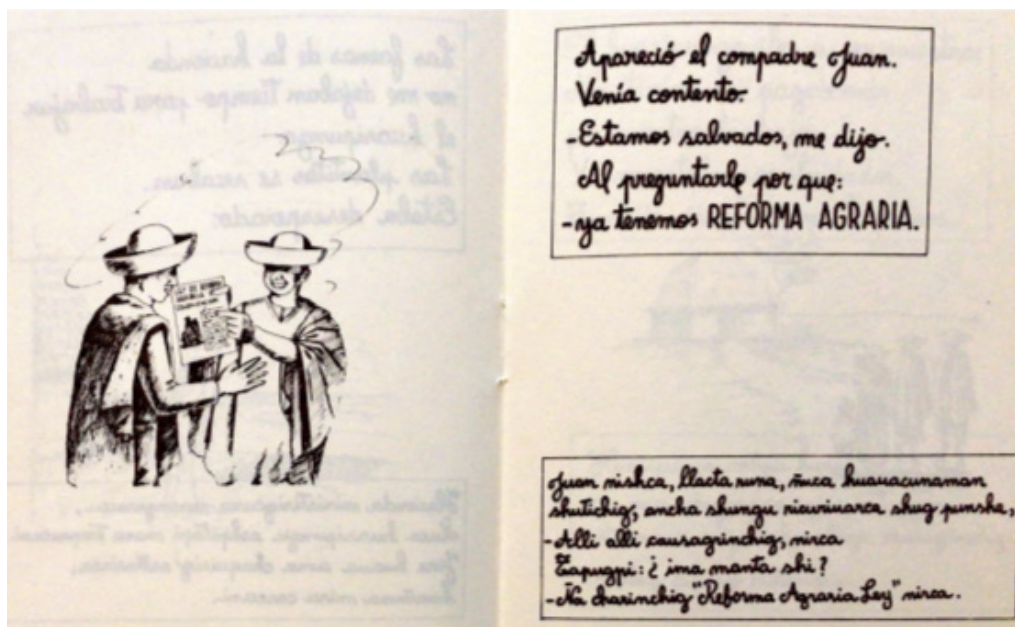 Apareció el compadre Juan.
Venía contento:
-Estamos salvados, me dijo.
Al preguntarle por que:
-ya tenemos REFORMA AGRARIA.
Juan nishca, llacta runa, ñuca huauacunaman
shutichig, ancha shungu ricuriuarca shug punsha,
-Alli alli causagrinchig, nirca
Tapugpi: ¿ ima manta shi ?
-Ña charinchig "Reforma Agraria Ley" nirca.